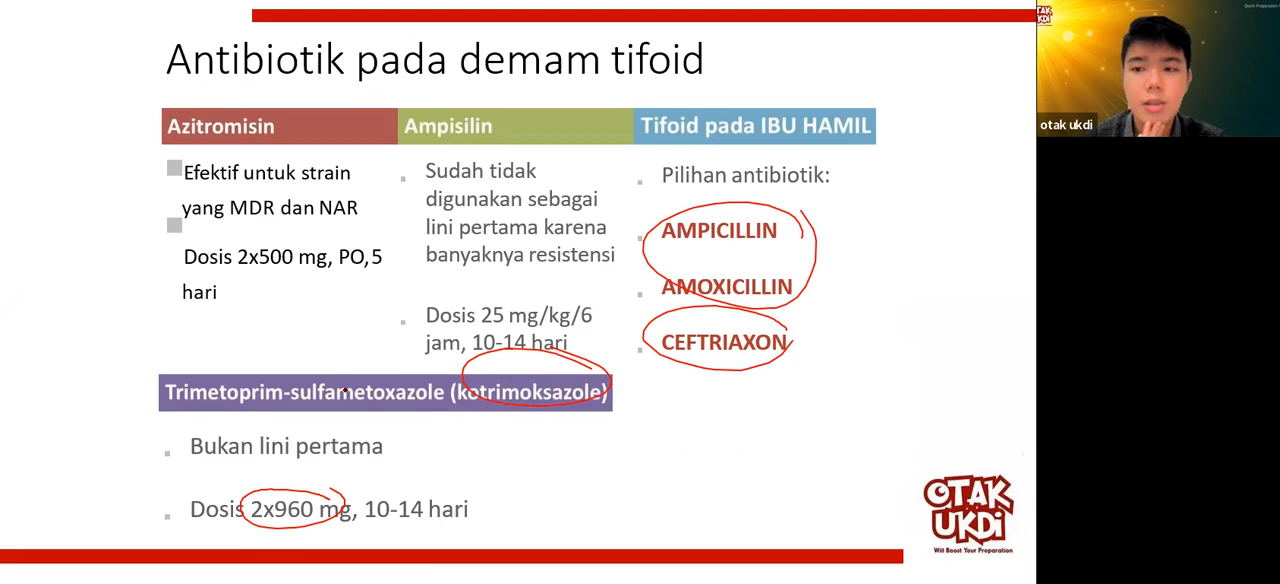 Antibiotik pada demam tifoid
Azitromisin
Efektif untuk strain
yang MDR dan NAR
Dosis 2x500 mg, PO,5
hari
Ampisilin
Sudah tidak
digunakan sebagai
lini pertama karena
banyaknya resistensi
Dosis 25 mg/kg/6
jam, 10-14 hari
Tifoid pada IBU HAMIL
Pilihan antibiotik:
AMPICILLIN
AMOXICILLIN
CEFTRIAXON
Trimetoprim-sulfametoxazole (kotrimoksazole)
Bukan lini pertama
Dosis 2x960 mg, 10-14 hari
OTAK
UKDi
Will Boost Your Preparation
otak ukdi